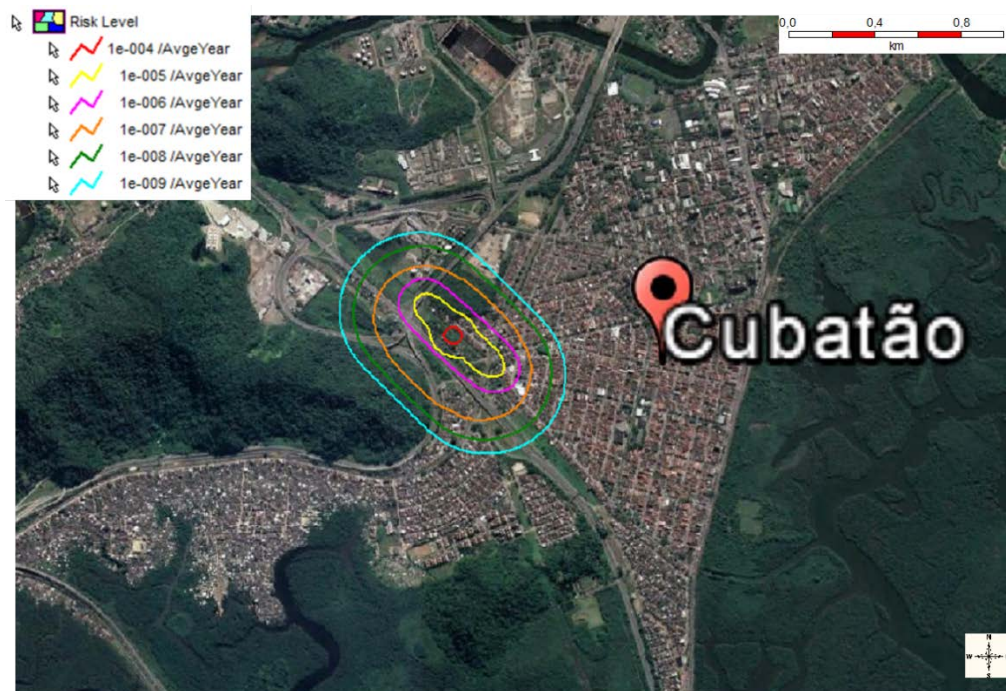 Risk Level
1e-004 /AvgeYear
1e-005 /AvgeYear
1e-006 /AvgeYear
1e-007 /AvgeYear
1e-008 /AvgeYear
1e-009 /AvgeYear
0,0 0,4 0,8
km
Cubatão
N
W
S